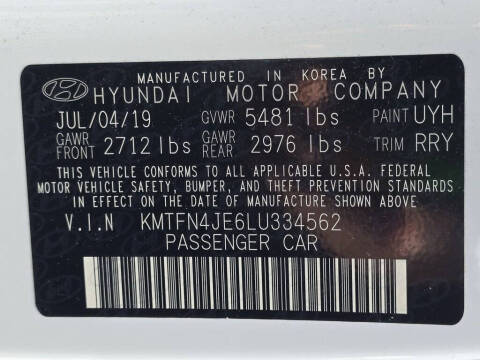 MANUFACTURED IN KOREA BY
HYUNDAI MOTOR COMPANY
JUL/04/19 GVWR 5481 lbs PAINT UYH
GAWR FRONT 2712 lbs GAWR REAR 2976 lbs TRIM RRY
THIS VEHICLE CONFORMS TO ALL APPLICABLE U.S.A. FEDERAL
MOTOR VEHICLE SAFETY, BUMPER, AND THEFT PREVENTION STANDARDS
IN EFFECT ON THE DATE OF MANUFACTURE SHOWN ABOVE.
V.I.N KMTFN4JE6LU334562
PASSENGER CAR